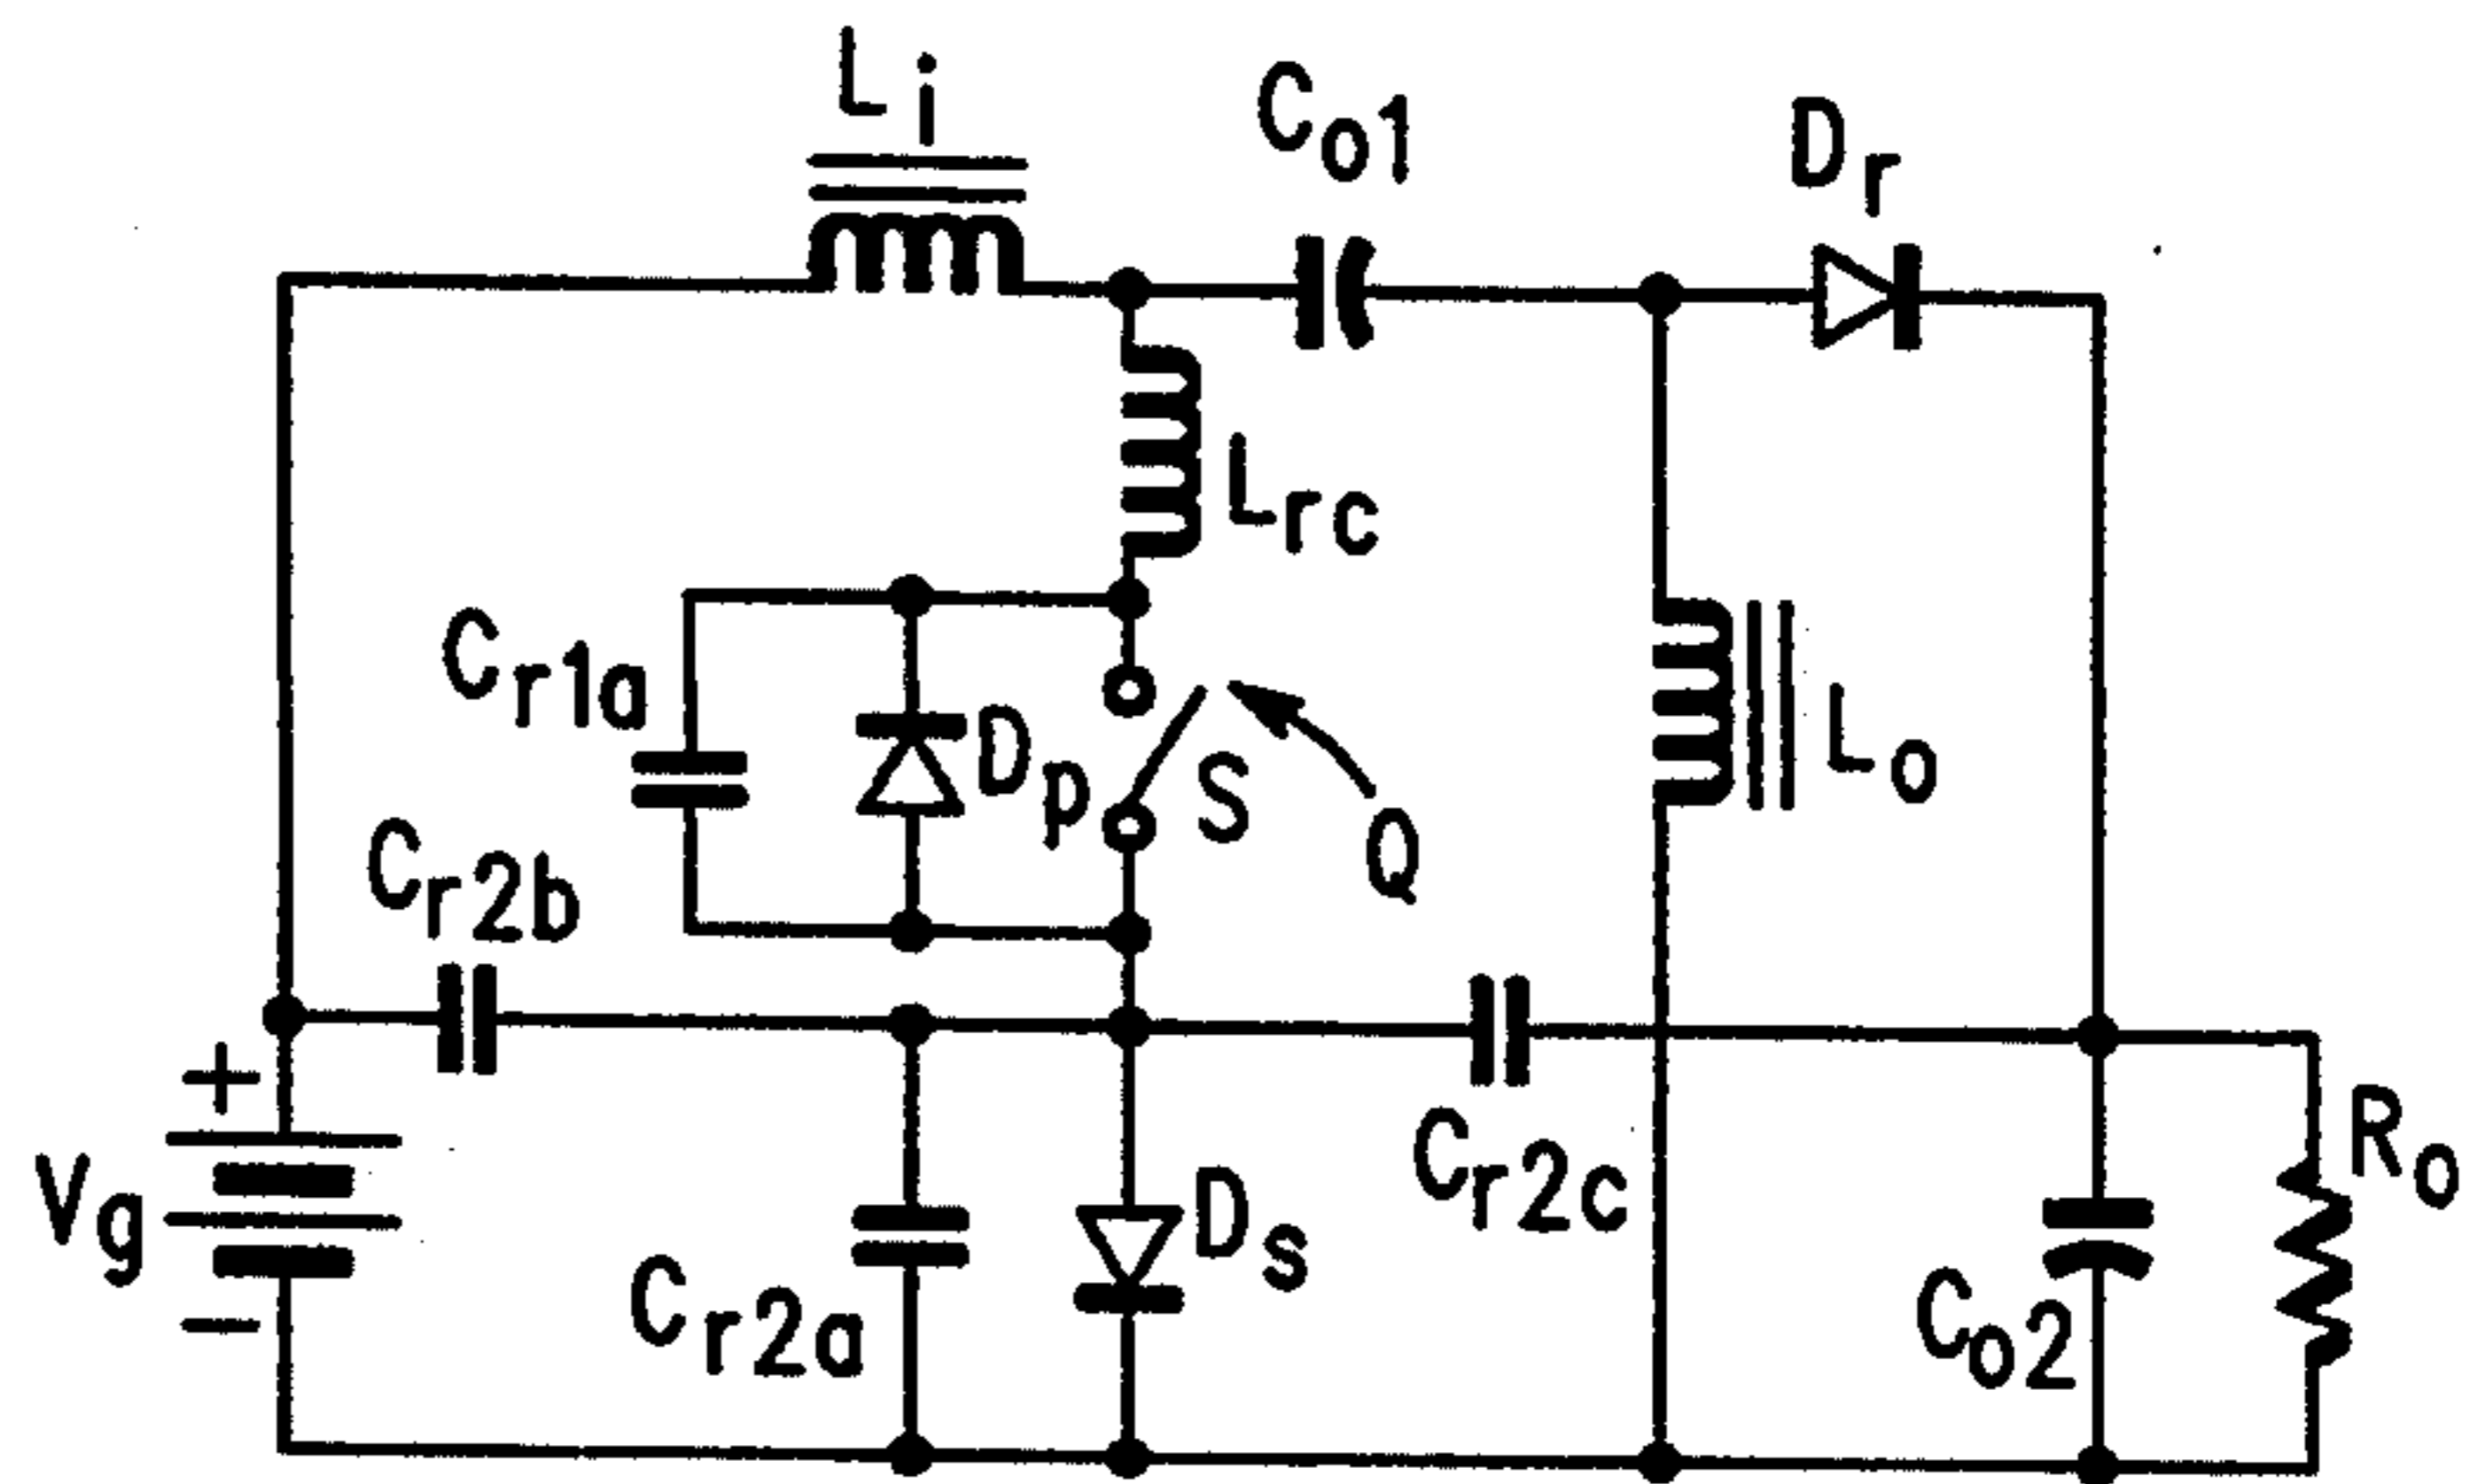 Li
Co1
Dr
Lrc
Cr1a
Dp
S
Q
Lo
Cr2b
+
Vg
−
Cr2a
Ds
Cr2c
Co2
Ro